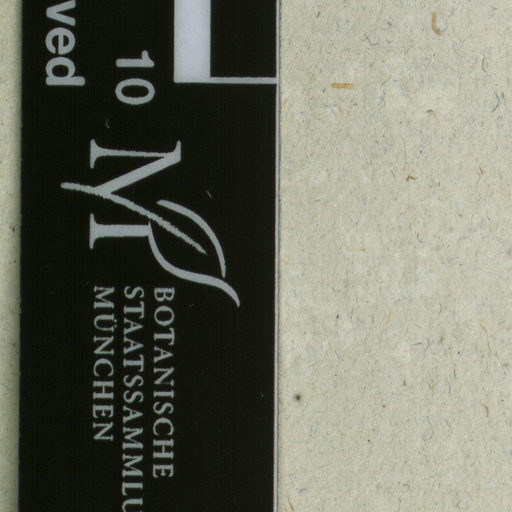 ved
10
M
BOTANISCHE
STAATSSAMMLU
MÜNCHEN